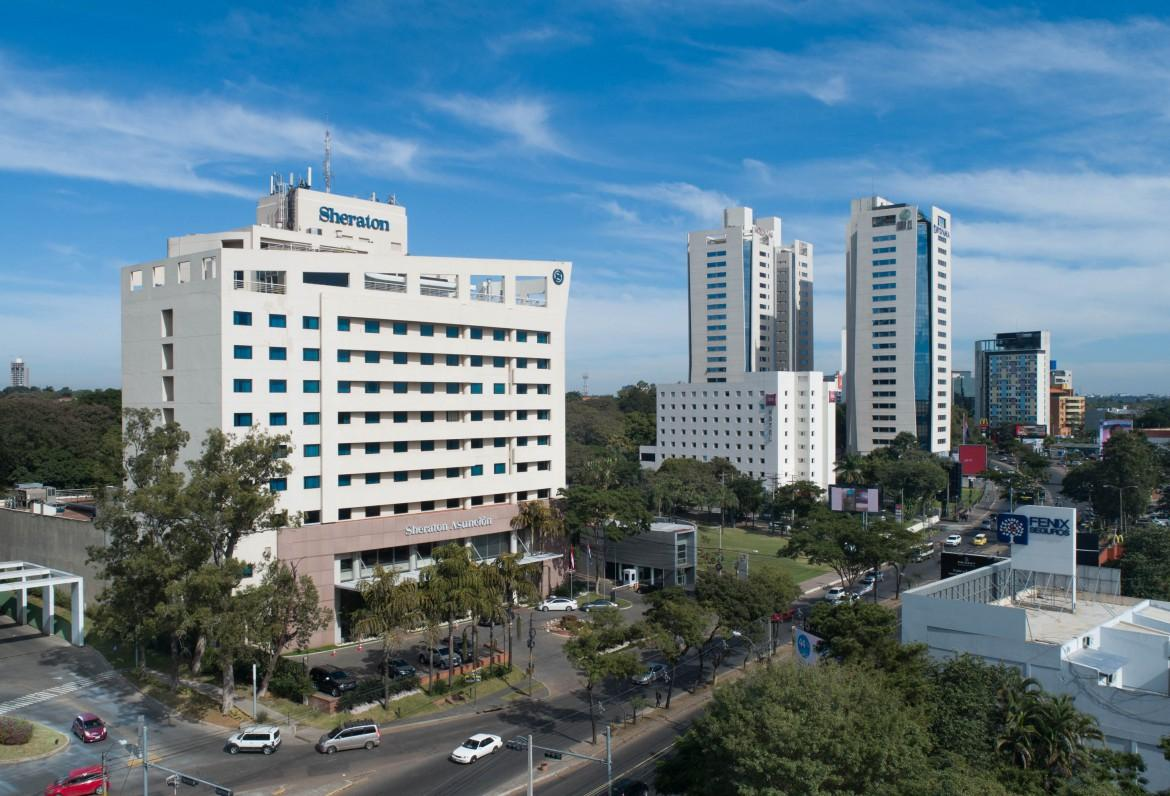 Sheraton
S
Sheraton Asunción
FENIX
SEGUROS